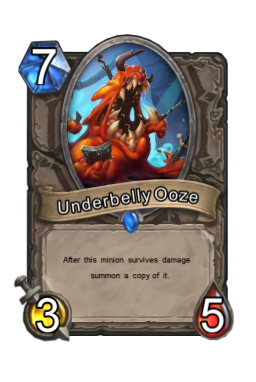 7
Underbelly Ooze
After this minion survives damage
summon a copy of it.
3
5